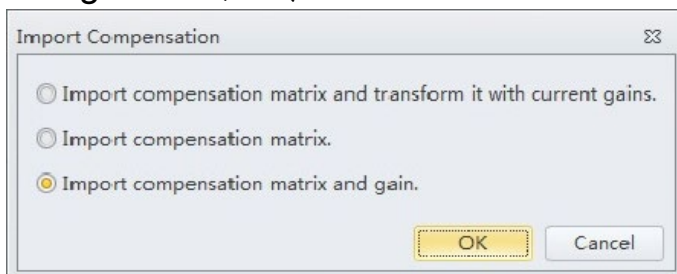 Import Compensation
Import compensation matrix and transform it with current gains.
Import compensation matrix.
Import compensation matrix and gain.
OK Cancel